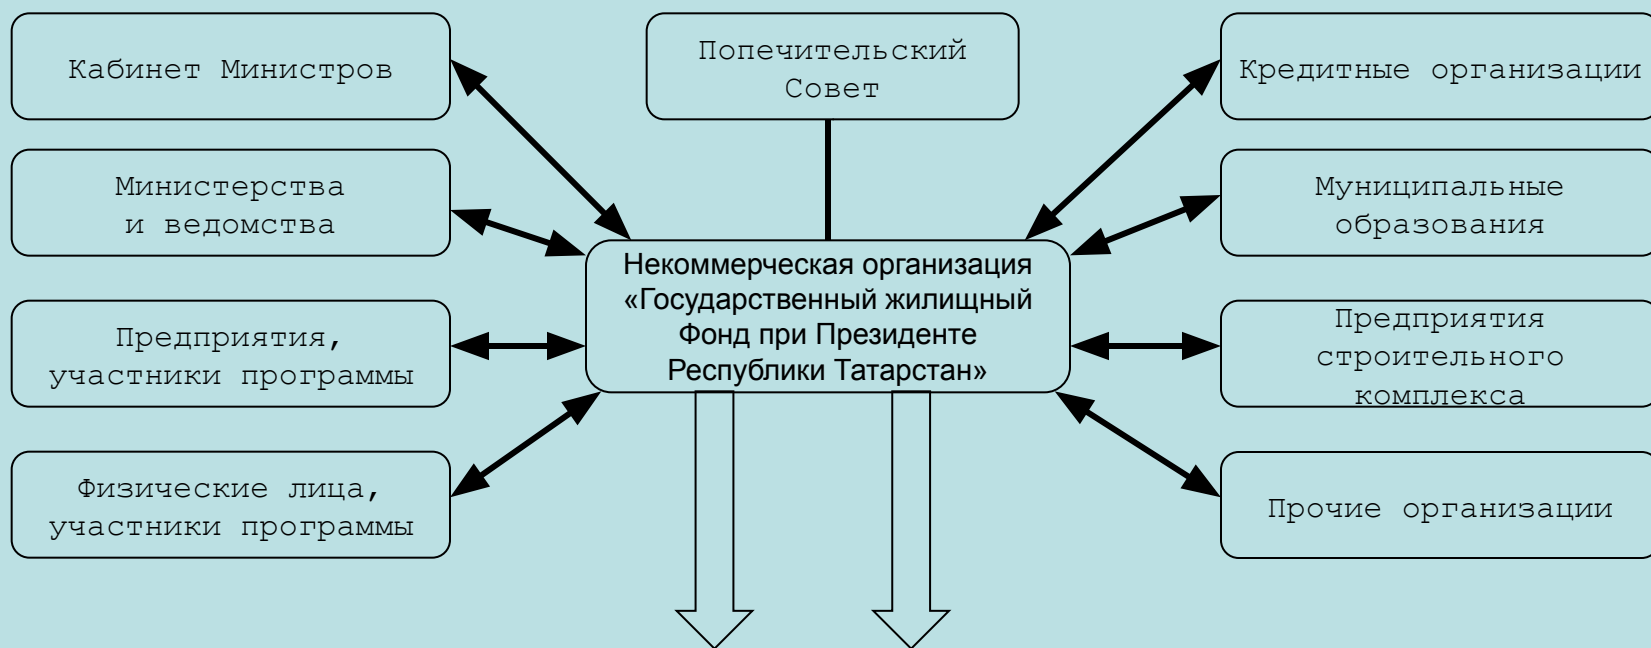 Кабинет Министров
Попечительский
Совет
Кредитные организации
Министерства
и ведомства
Муниципальные
образования
Некоммерческая организация
«Государственный жилищный
Фонд при Президенте
Республики Татарстан»
Предприятия,
участники программы
Предприятия
строительного
комплекса
Физические лица,
участники программы
Прочие организации